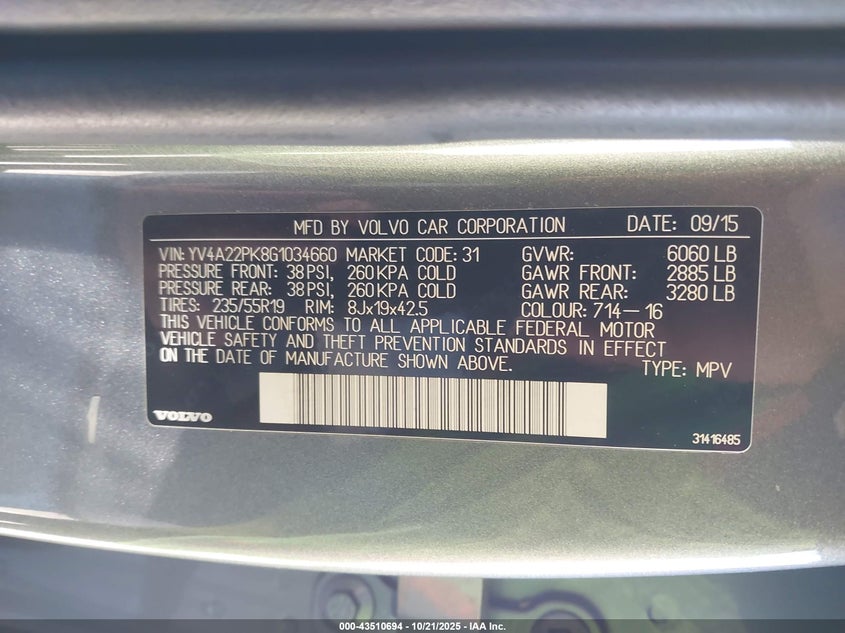 MFD BY VOLVO CAR CORPORATION DATE: 09/15
VIN: YV4A22PK8G1034660 MARKET CODE: 31 GVWR: 6060 LB
PRESSURE FRONT: 38 PSI, 260 KPA COLD GAWR FRONT: 2885 LB
PRESSURE REAR: 38 PSI, 260 KPA COLD GAWR REAR: 3280 LB
TIRES: 235/55R19 RIM: 8Jx19x42.5 COLOUR: 714-16
THIS VEHICLE CONFORMS TO ALL APPLICABLE FEDERAL MOTOR
VEHICLE SAFETY AND THEFT PREVENTION STANDARDS IN EFFECT
ON THE DATE OF MANUFACTURE SHOWN ABOVE. TYPE: MPV
VOLVO
31416485
000-43510694 - 10/21/2025 - IAA Inc.